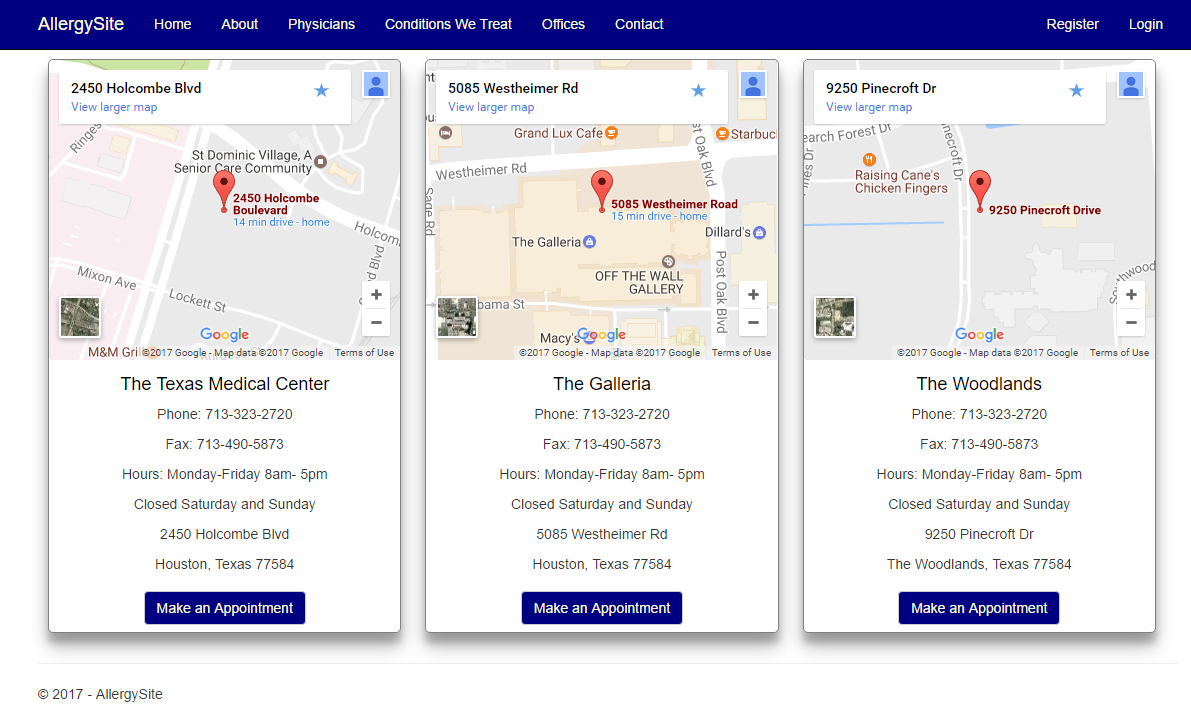 AllergySite Home About Physicians Conditions We Treat Offices Contact Register Login
2450 Holcombe Blvd
View larger map
Ringes
St Dominic Village, A
Senior Care Community
2450 Holcombe
Boulevard
14 min drive - home
Holcom
d Blvd
Mixon Ave
Lockett St
+
−
Google
M&M Gri
©2017 Google - Map data ©2017 Google Terms of Use
The Texas Medical Center
Phone: 713-323-2720
Fax: 713-490-5873
Hours: Monday-Friday 8am- 5pm
Closed Saturday and Sunday
2450 Holcombe Blvd
Houston, Texas 77584
Make an Appointment
5085 Westheimer Rd
View larger map
Grand Lux Cafe
Starbuc
st Oak Blvd
Westheimer Rd
Sage Rd
5085 Westheimer Road
15 min drive - home
The Galleria
Dillard's
OFF THE WALL
GALLERY
Post Oak Blvd
bama St
+
−
Macy's
Google
©2017 Google - Map data ©2017 Google Terms of Use
The Galleria
Phone: 713-323-2720
Fax: 713-490-5873
Hours: Monday-Friday 8am- 5pm
Closed Saturday and Sunday
5085 Westheimer Rd
Houston, Texas 77584
Make an Appointment
9250 Pinecroft Dr
View larger map
earch Forest Dr
Pines Dr
inecroft Dr
Raising Cane's
Chicken Fingers
9250 Pinecroft Drive
+
−
Google
©2017 Google - Map data ©2017 Google Terms of Use
The Woodlands
Phone: 713-323-2720
Fax: 713-490-5873
Hours: Monday-Friday 8am- 5pm
Closed Saturday and Sunday
9250 Pinecroft Dr
The Woodlands, Texas 77584
Make an Appointment
© 2017 - AllergySite